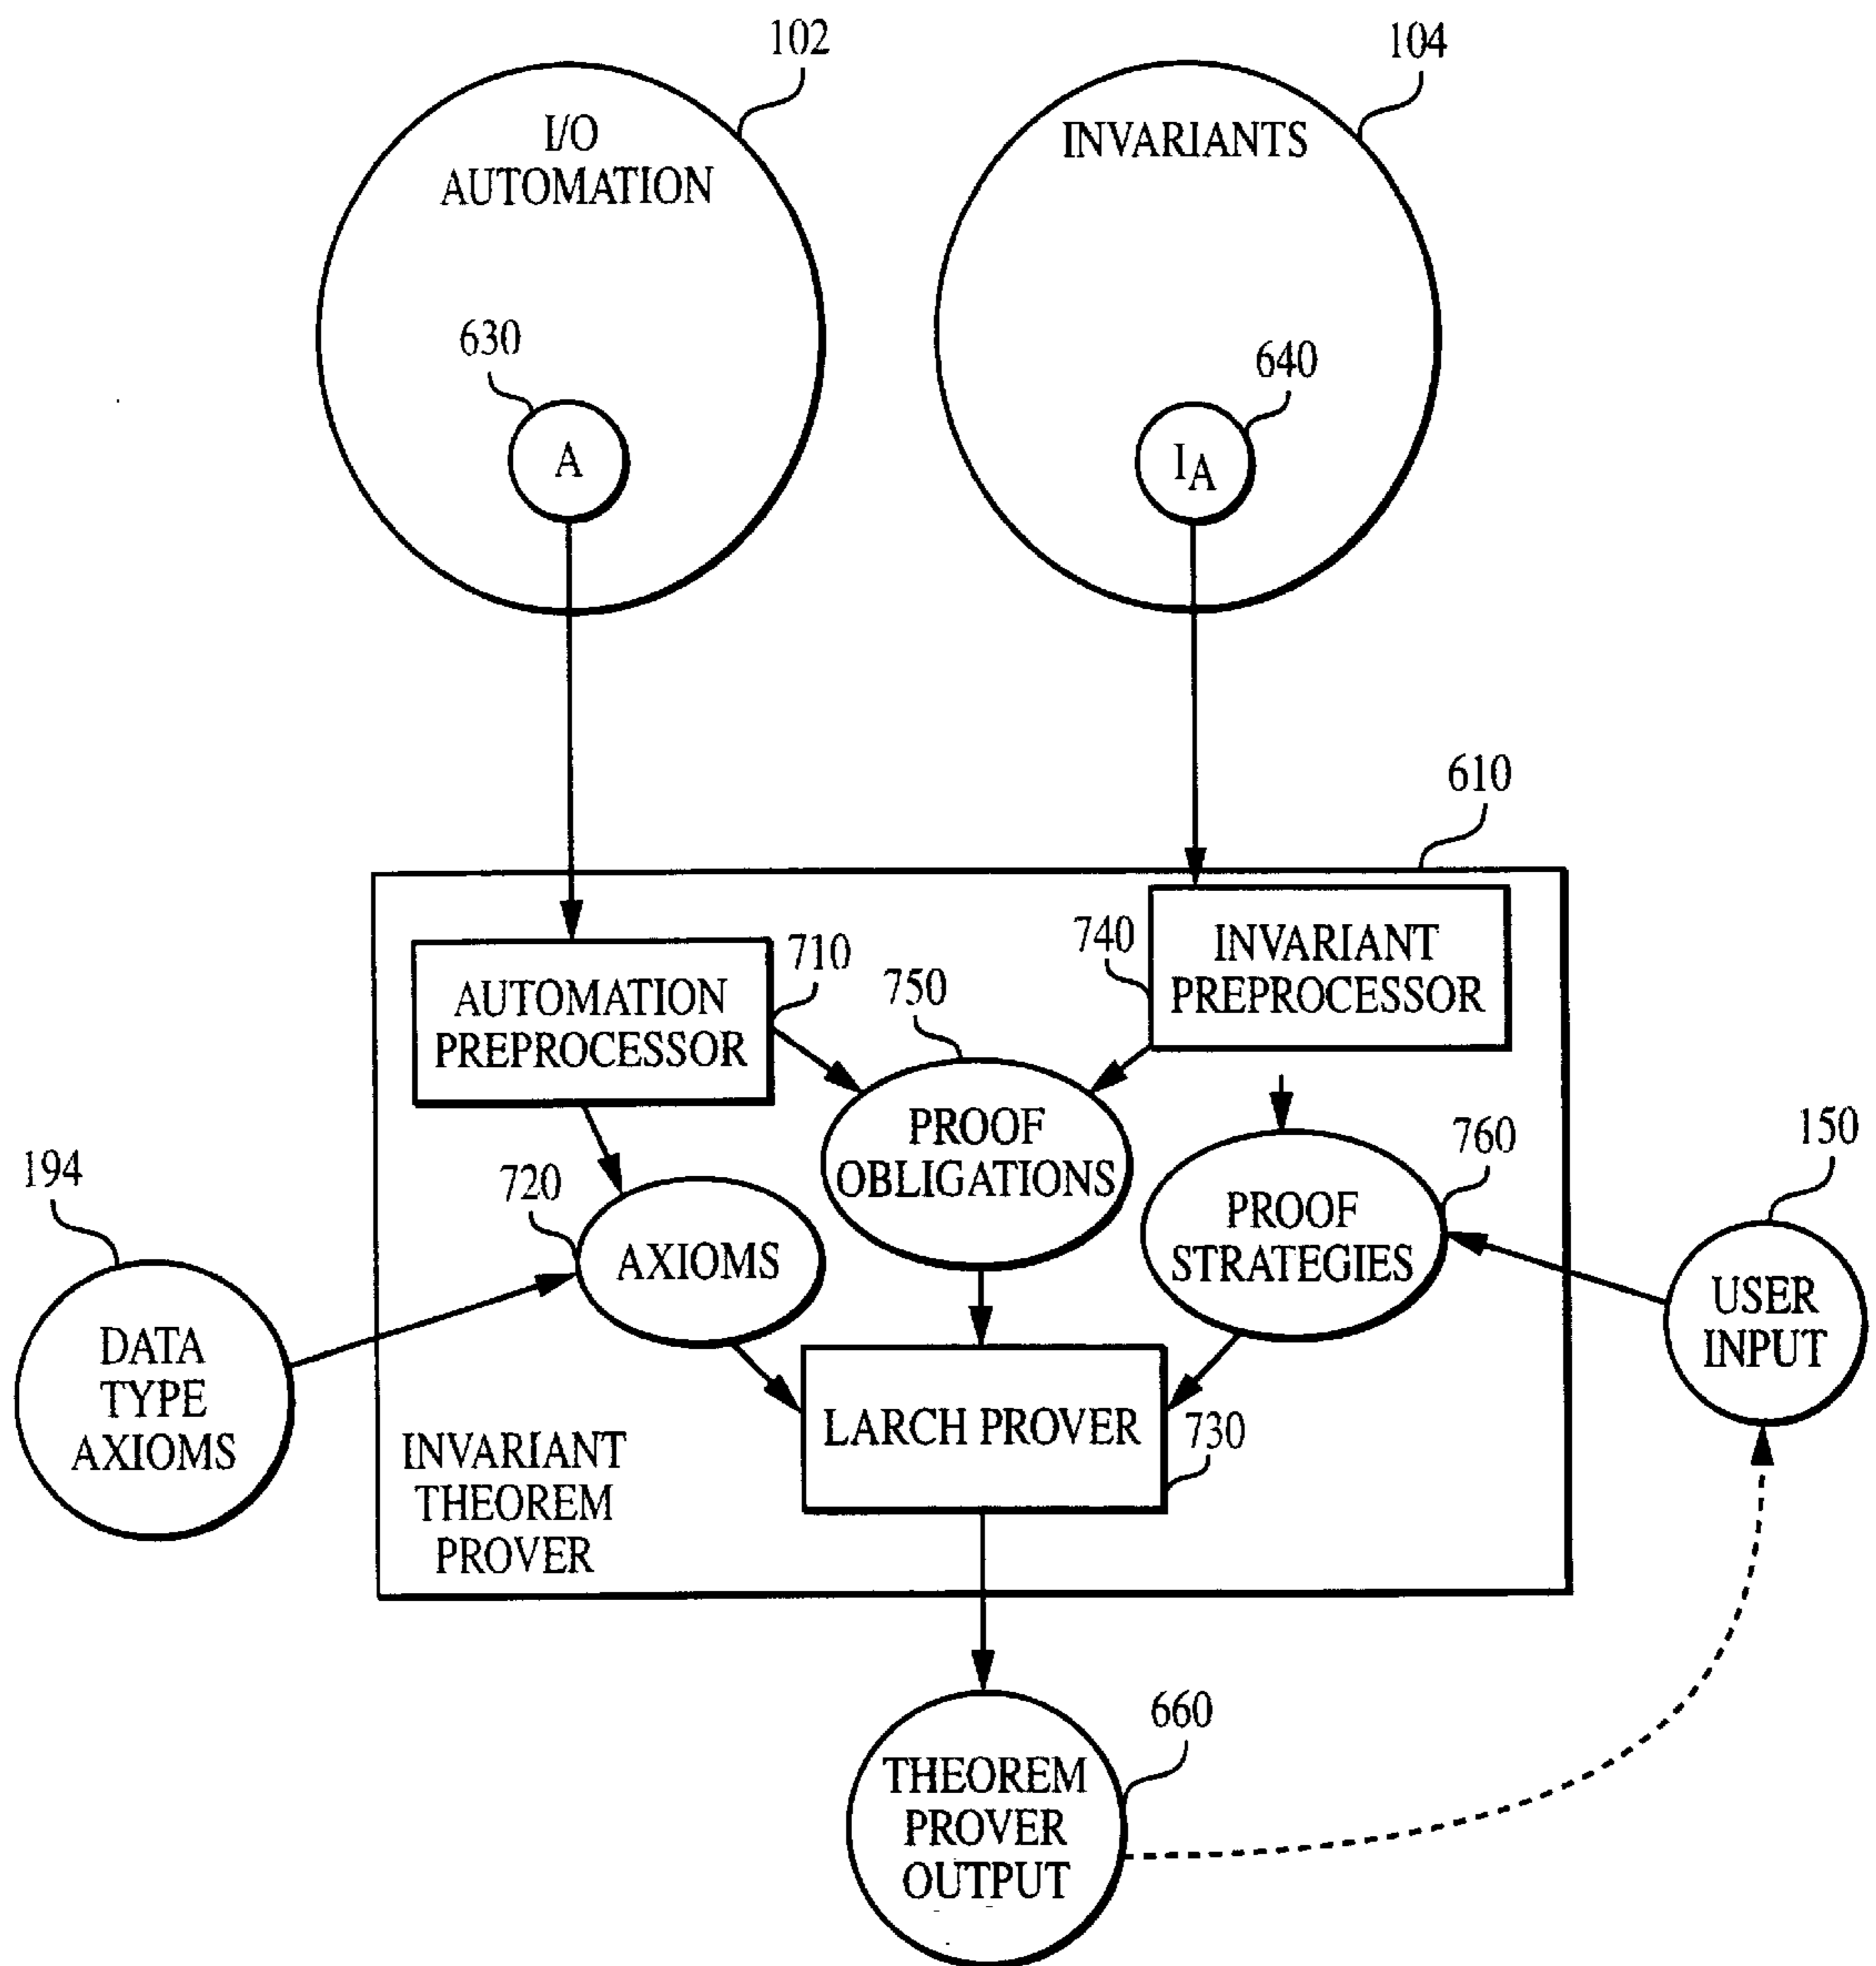 102
104
I/O
AUTOMATION
INVARIANTS
630
640
A
IA
610
740
INVARIANT
PREPROCESSOR
710
750
AUTOMATION
PREPROCESSOR
PROOF
OBLIGATIONS
760
150
194
720
PROOF
STRATEGIES
AXIOMS
USER
INPUT
DATA
TYPE
AXIOMS
LARCH PROVER
730
INVARIANT
THEOREM
PROVER
660
THEOREM
PROVER
OUTPUT